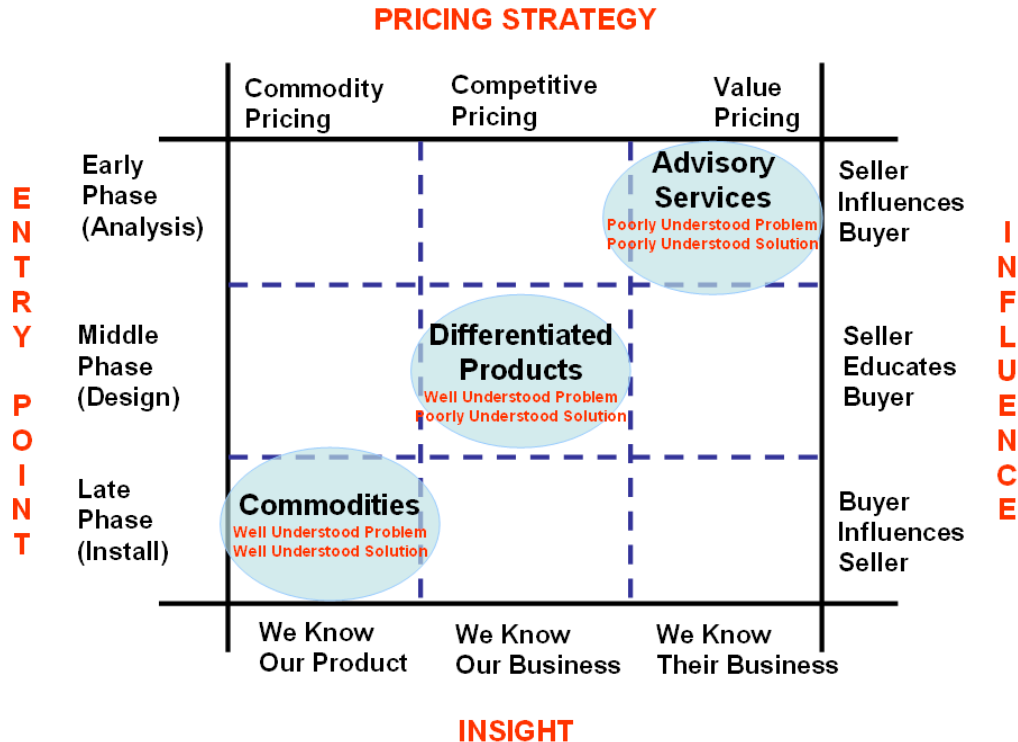 PRICING STRATEGY
Commodity
Pricing
Competitive
Pricing
Value
Pricing
ENTRY POINT
Early
Phase
(Analysis)
Advisory
Services
Poorly Understood Problem
Poorly Understood Solution
Seller
Influences
Buyer
INFLUENCE
Middle
Phase
(Design)
Differentiated
Products
Well Understood Problem
Poorly Understood Solution
Seller
Educates
Buyer
Late
Phase
(Install)
Commodities
Well Understood Problem
Well Understood Solution
Buyer
Influences
Seller
We Know
Our Product
We Know
Our Business
We Know
Their Business
INSIGHT